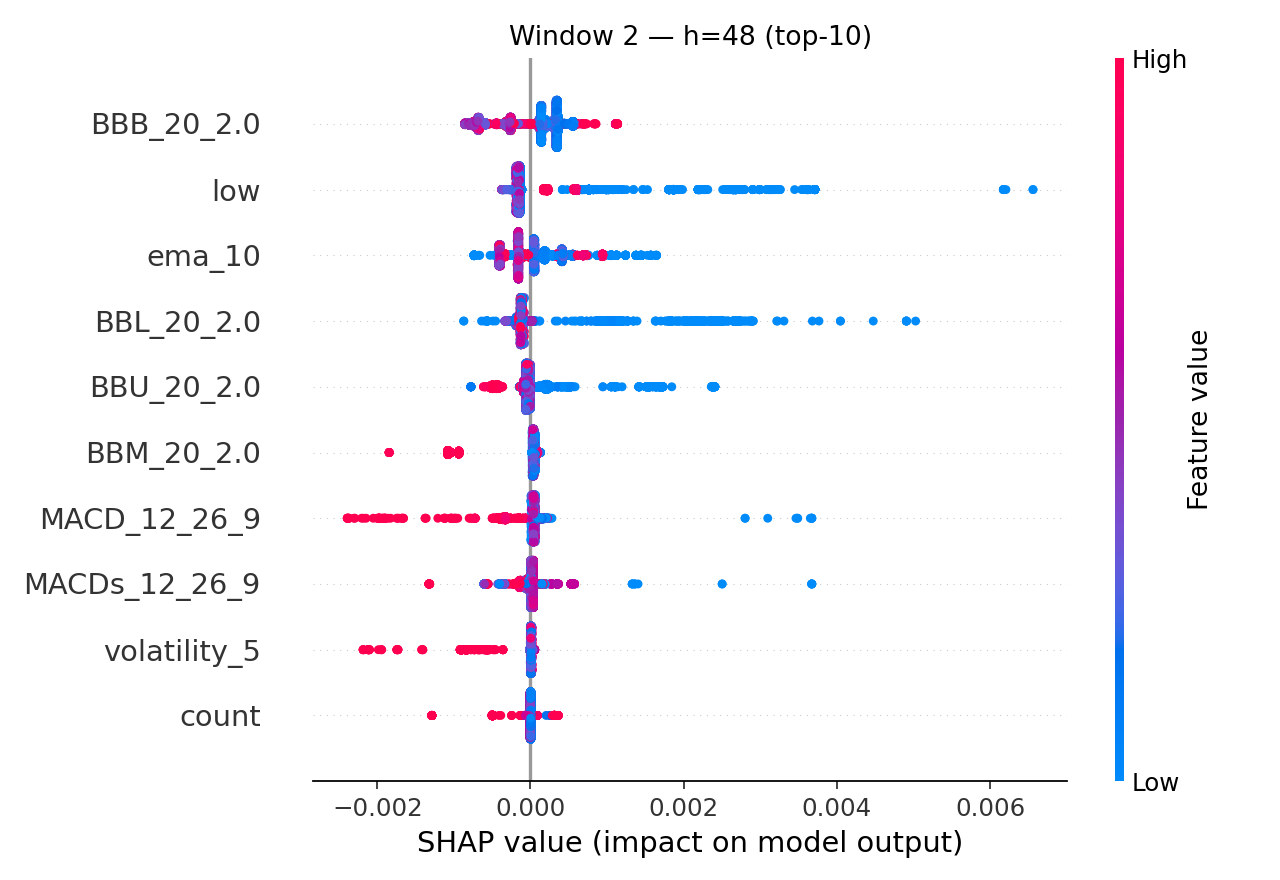 Window 2 — h=48 (top-10)
High
BBB_20_2.0
low
ema_10
BBL_20_2.0
BBU_20_2.0
BBM_20_2.0
MACD_12_26_9
MACDs_12_26_9
volatility_5
count
Feature value
Low
−0.002 0.000 0.002 0.004 0.006
SHAP value (impact on model output)